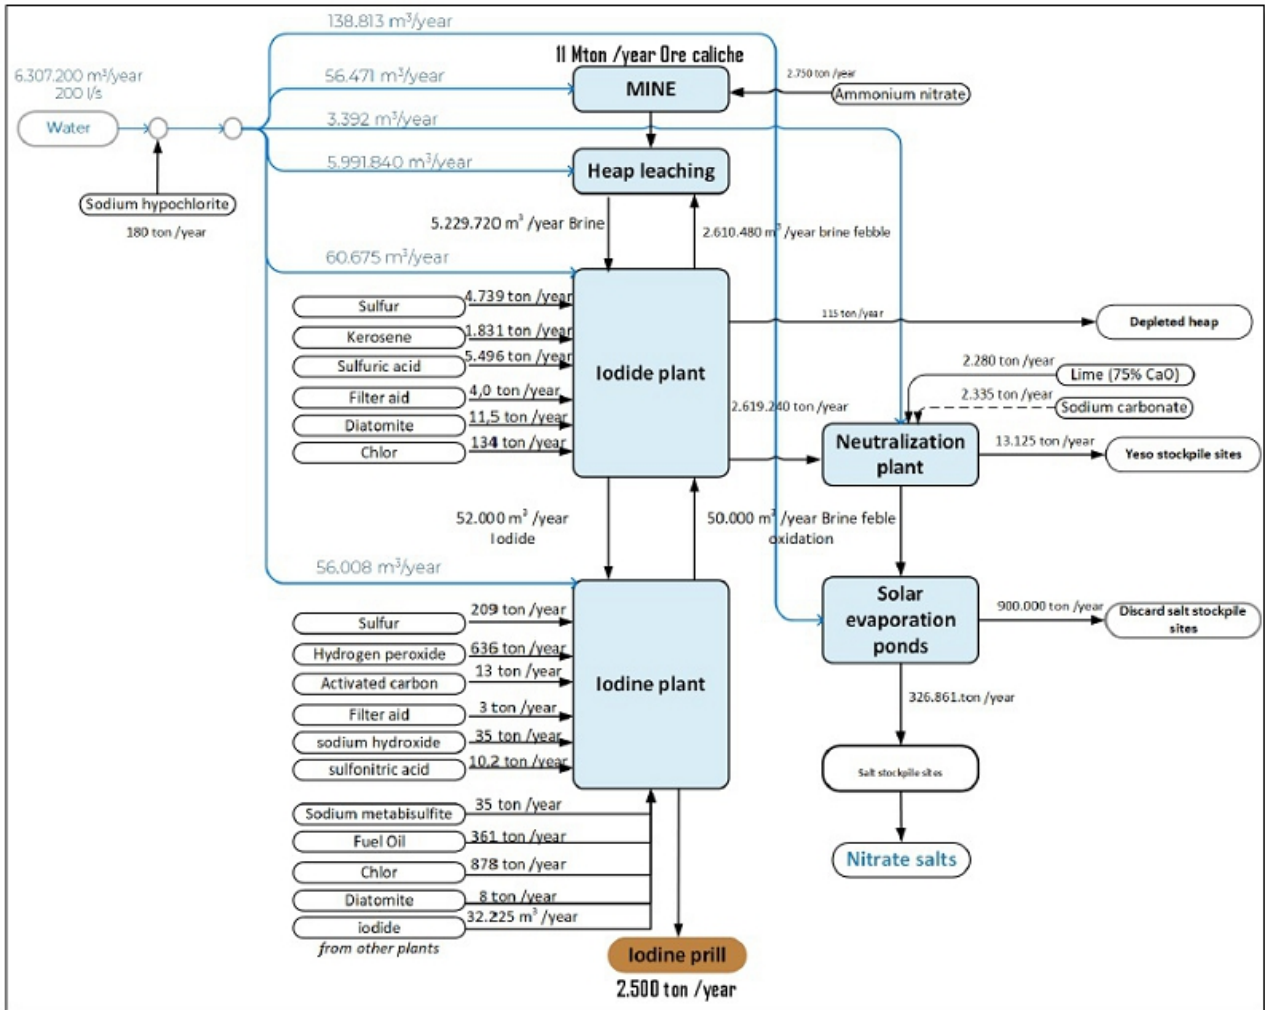 138.813 m³/year
11 Mton /year Ore caliche
6.307.200 m³/year
200 l/s
56.471 m³/year
MINE
2.750 ton /year
Ammonium nitrate
Water
3.392 m³/year
5.991.840 m³/year
Heap leaching
Sodium hypochlorite
180 ton /year
5.229.720 m³ /year Brine
2.610.480 m³ /year brine febble
60.675 m³/year
Sulfur
4.739 ton /year
Kerosene
1.831 ton /year
Sulfuric acid
5.496 ton /year
Filter aid
4,0 ton /year
Diatomite
11,5 ton /year
Chlor
134 ton /year
Iodide plant
115 ton /year
Depleted heap
2.280 ton /year
Lime (75% CaO)
2.335 ton /year
Sodium carbonate
2.619.240 ton /year
Neutralization
plant
13.125 ton /year
Yeso stockpile sites
52.000 m³ /year
Iodide
50.000 m³ /year Brine feble
oxidation
56.008 m³/year
Sulfur
209 ton /year
Hydrogen peroxide
636 ton /year
Activated carbon
13 ton /year
Filter aid
3 ton /year
sodium hydroxide
35 ton /year
sulfonitric acid
10,2 ton /year
Iodine plant
Solar
evaporation
ponds
900.000 ton /year
Discard salt stockpile
sites
326.861.ton /year
Salt stockpile sites
Nitrate salts
Sodium metabisulfite
35 ton /year
Fuel Oil
361 ton /year
Chlor
878 ton /year
Diatomite
8 ton /year
iodide
32.225 m³ /year
from other plants
Iodine prill
2.500 ton /year